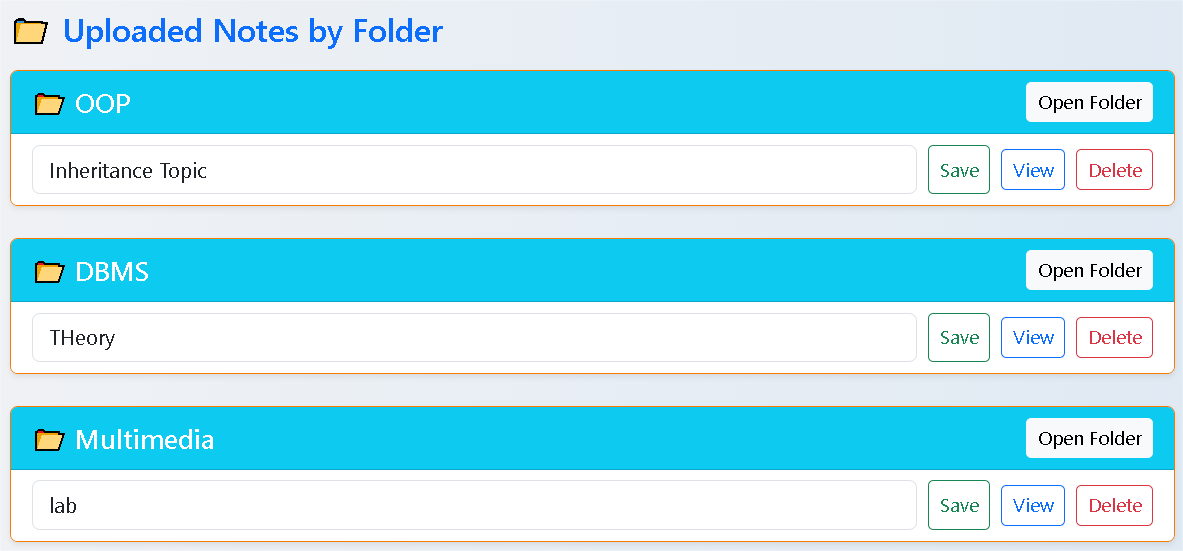 Uploaded Notes by Folder
OOP Open Folder
Inheritance Topic Save View Delete
DBMS Open Folder
THeory Save View Delete
Multimedia Open Folder
lab Save View Delete